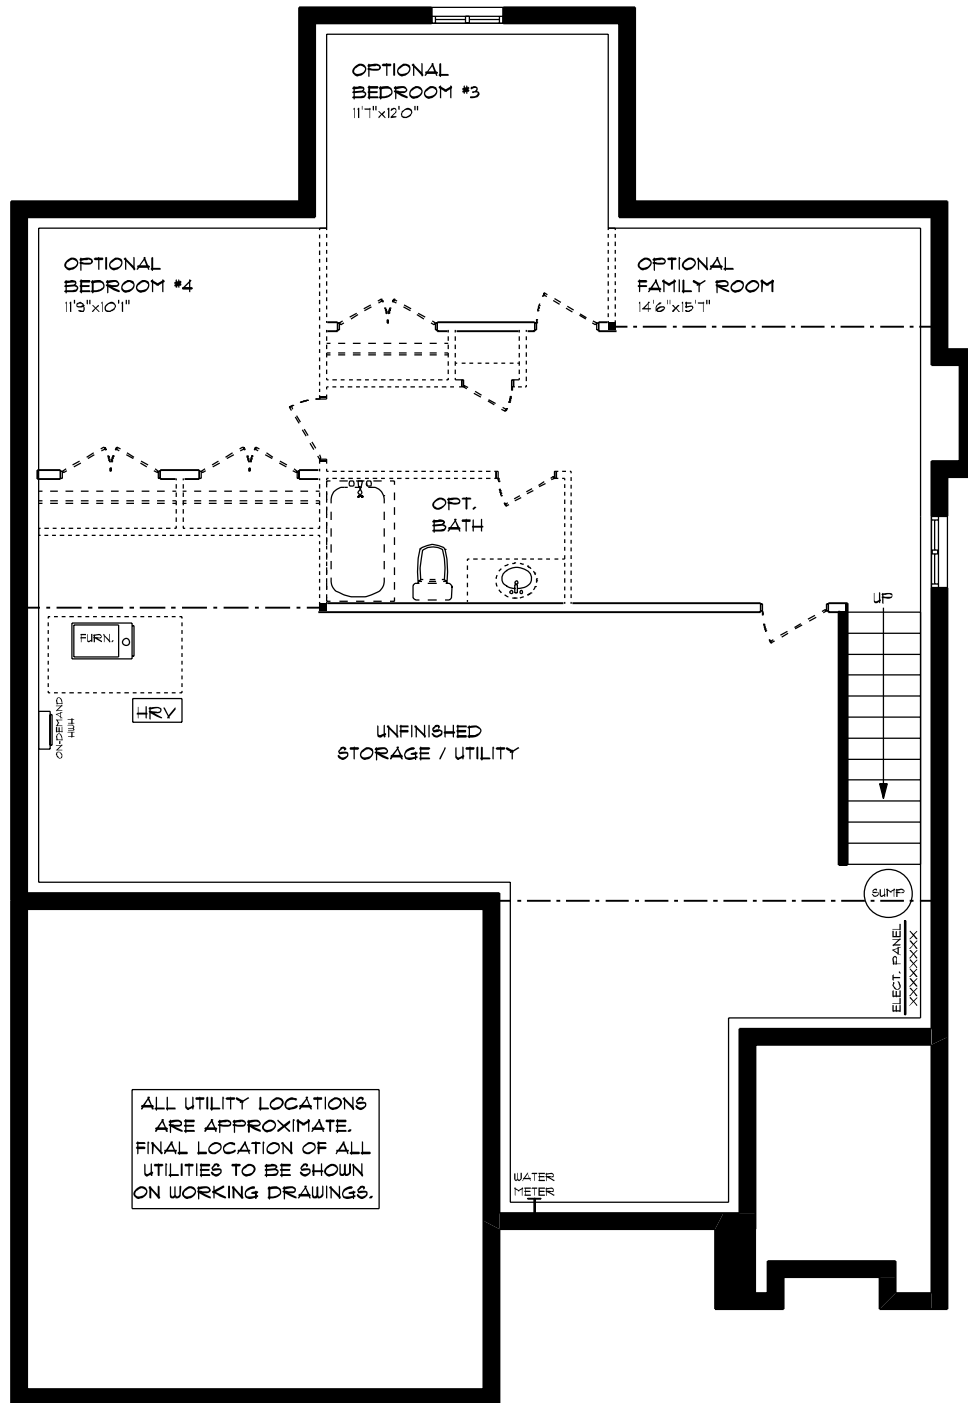 OPTIONAL
BEDROOM #3
11'7"x12'0"
OPTIONAL
BEDROOM #4
11'9"x10'1"
OPTIONAL
FAMILY ROOM
14'6"x15'7"
OPT.
BATH
UP
FURN.
HRV
ON-DEMAND
HWH
UNFINISHED
STORAGE / UTILITY
SUMP
ELECT. PANEL
XXXXXXXX
ALL UTILITY LOCATIONS
ARE APPROXIMATE.
FINAL LOCATION OF ALL
UTILITIES TO BE SHOWN
ON WORKING DRAWINGS.
WATER
METER